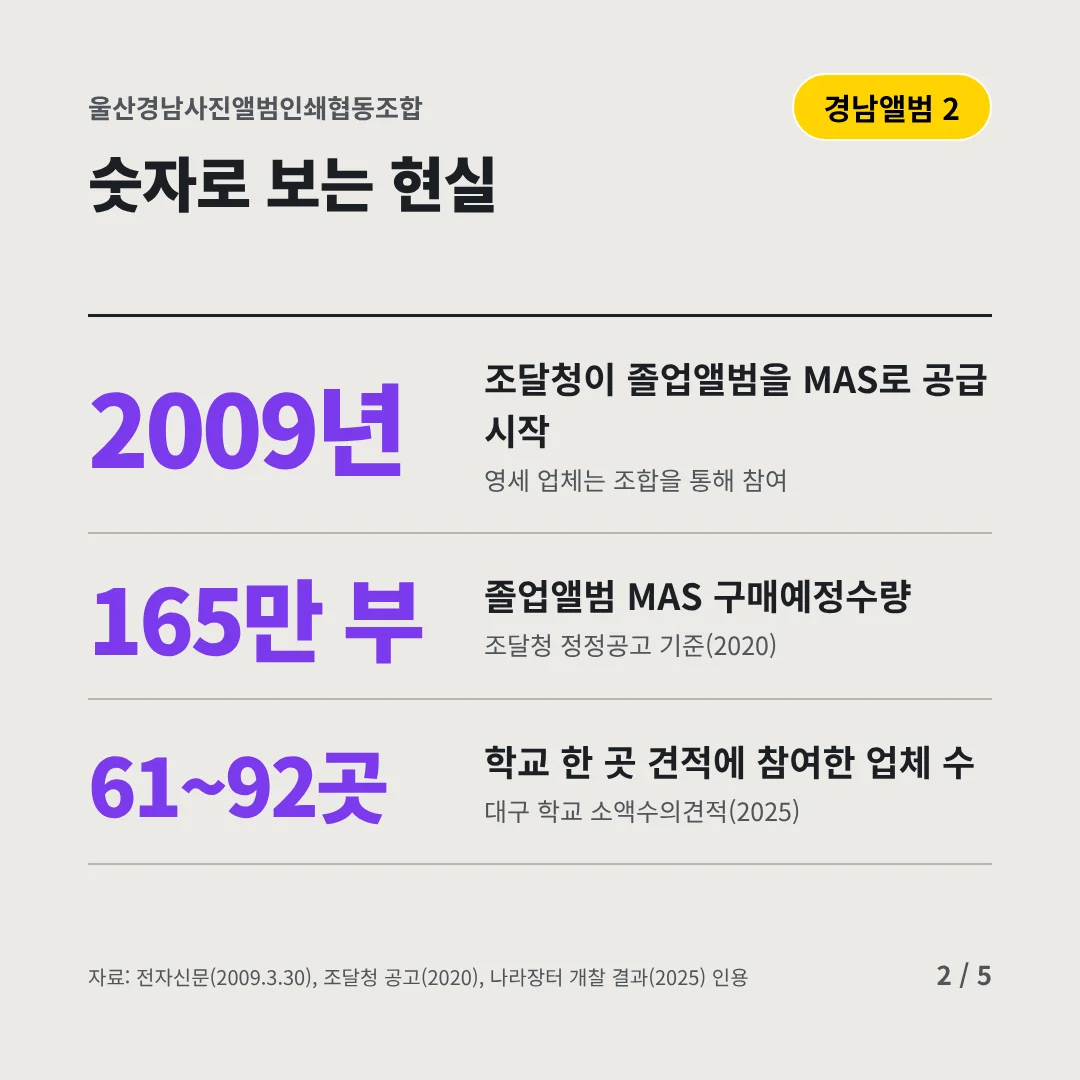 울산경남사진앨범인쇄협동조합
경남앨범 2
숫자로 보는 현실
2009년
조달청이 졸업앨범을 MAS로 공급
시작
영세 업체는 조합을 통해 참여
165만 부
졸업앨범 MAS 구매예정수량
조달청 정정공고 기준(2020)
61~92곳
학교 한 곳 견적에 참여한 업체 수
대구 학교 소액수의견적(2025)
자료: 전자신문(2009.3.30), 조달청 공고(2020), 나라장터 개찰 결과(2025) 인용
2 / 5